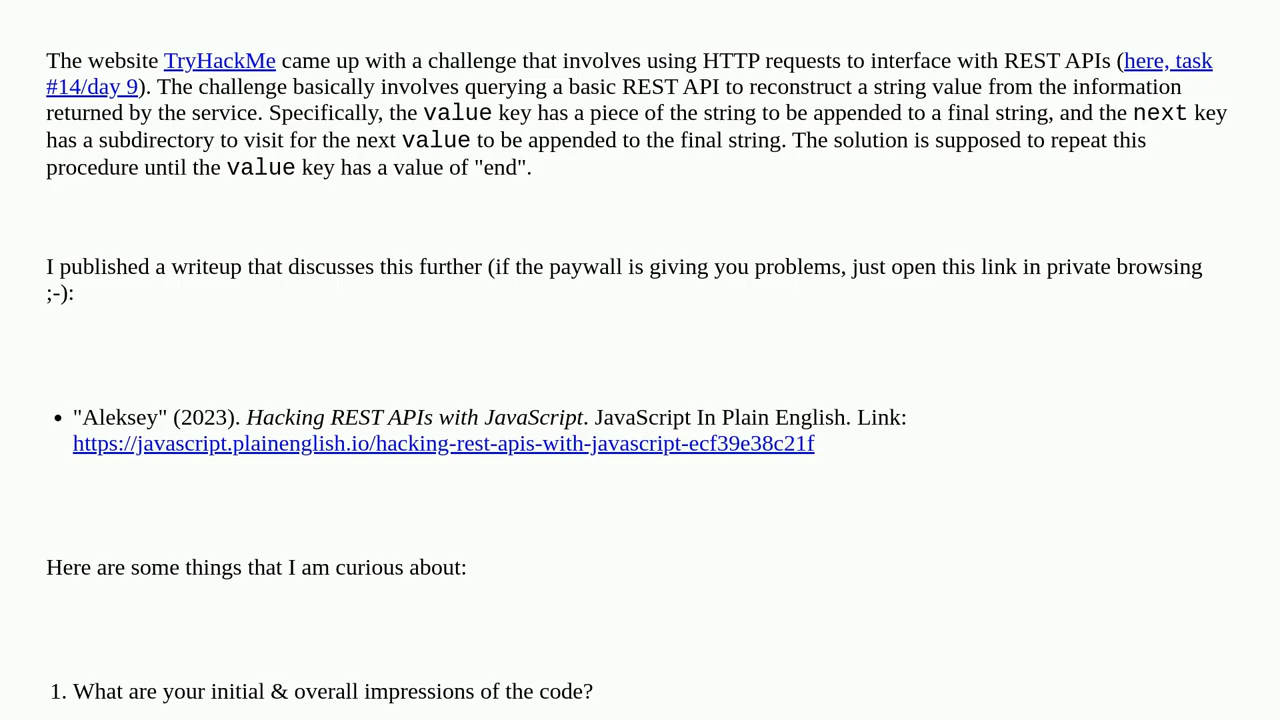 The website TryHackMe came up with a challenge that involves using HTTP requests to interface with REST APIs (here, task
#14/day 9). The challenge basically involves querying a basic REST API to reconstruct a string value from the information
returned by the service. Specifically, the value key has a piece of the string to be appended to a final string, and the next key
has a subdirectory to visit for the next value to be appended to the final string. The solution is supposed to repeat this
procedure until the value key has a value of "end".
I published a writeup that discusses this further (if the paywall is giving you problems, just open this link in private browsing
;-):
• "Aleksey" (2023). Hacking REST APIs with JavaScript. JavaScript In Plain English. Link:
https://javascript.plainenglish.io/hacking-rest-apis-with-javascript-ecf39e38c21f
Here are some things that I am curious about:
1. What are your initial & overall impressions of the code?